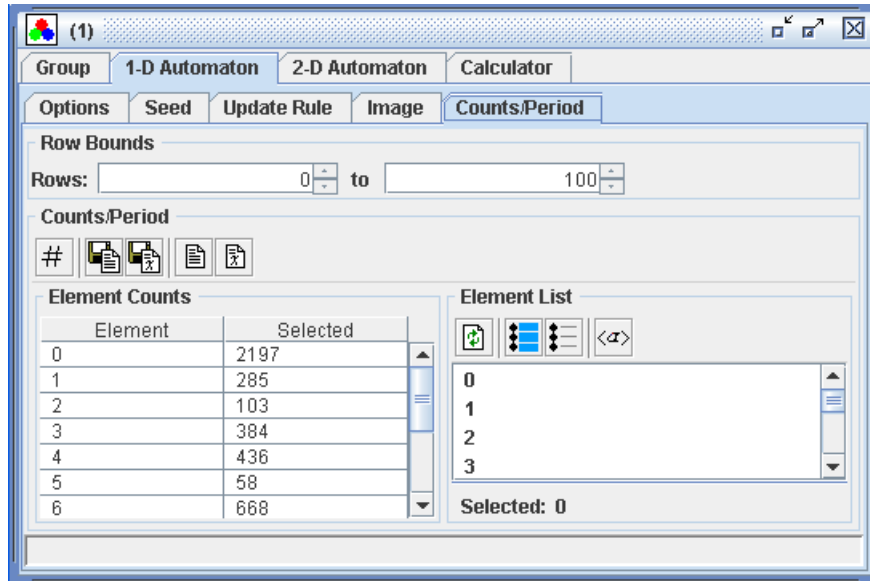 (1)
Group 1-D Automaton 2-D Automaton Calculator
Options Seed Update Rule Image Counts/Period
Row Bounds
Rows: 0 to 100
Counts/Period
#
Element Counts
Element Selected
0 2197
1 285
2 103
3 384
4 436
5 58
6 668
Element List
<α>
0
1
2
3
Selected: 0